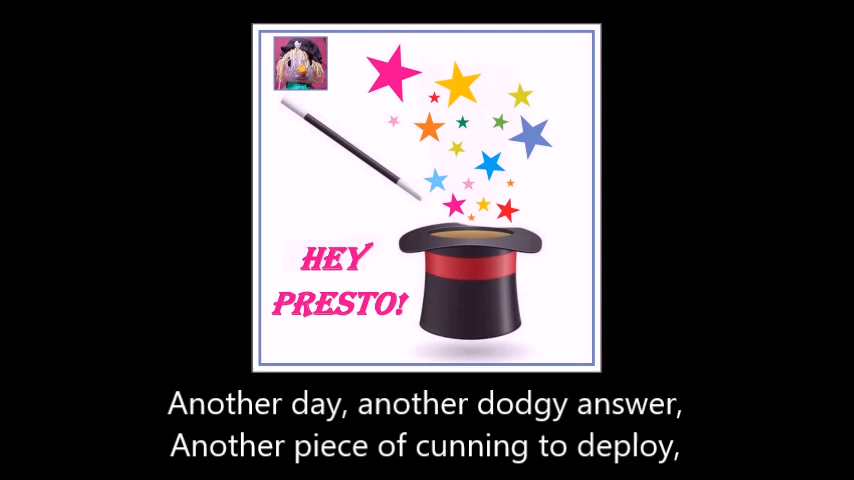 HEY
PRESTO!
Another day, another dodgy answer,
Another piece of cunning to deploy,